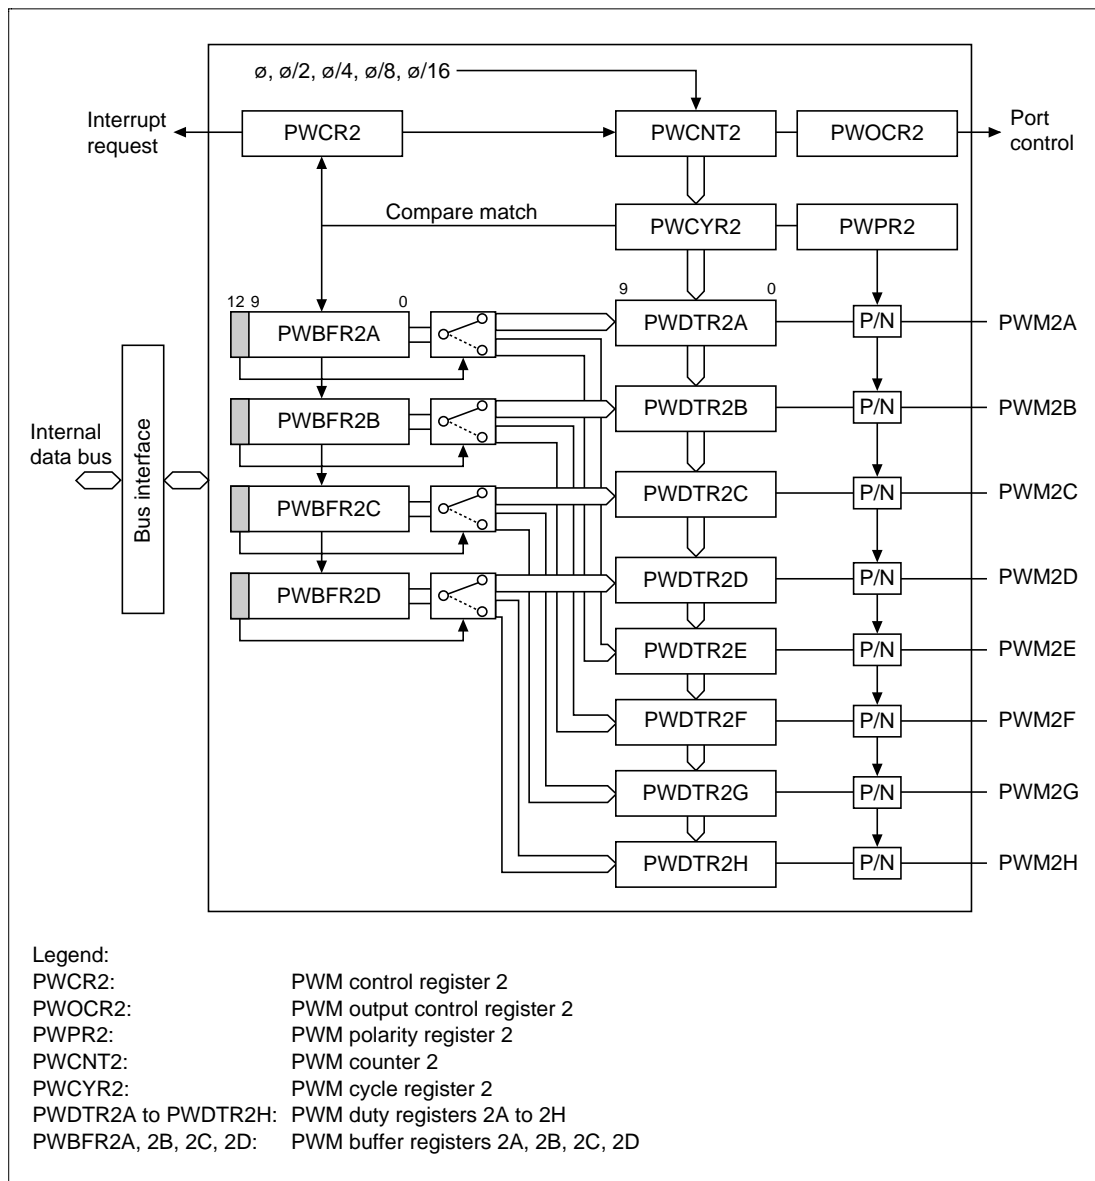 ø, ø/2, ø/4, ø/8, ø/16
Interrupt
request
PWCR2
PWCNT2
PWOCR2
Port
control
Compare match
PWCYR2
PWPR2
12 9 0
9 0
PWBFR2A
PWDTR2A
P/N
PWM2A
PWBFR2B
PWDTR2B
P/N
PWM2B
Internal
data bus
Bus interface
PWBFR2C
PWDTR2C
P/N
PWM2C
PWBFR2D
PWDTR2D
P/N
PWM2D
PWDTR2E
P/N
PWM2E
PWDTR2F
P/N
PWM2F
PWDTR2G
P/N
PWM2G
PWDTR2H
P/N
PWM2H
Legend:
PWCR2: PWM control register 2
PWOCR2: PWM output control register 2
PWPR2: PWM polarity register 2
PWCNT2: PWM counter 2
PWCYR2: PWM cycle register 2
PWDTR2A to PWDTR2H: PWM duty registers 2A to 2H
PWBFR2A, 2B, 2C, 2D: PWM buffer registers 2A, 2B, 2C, 2D